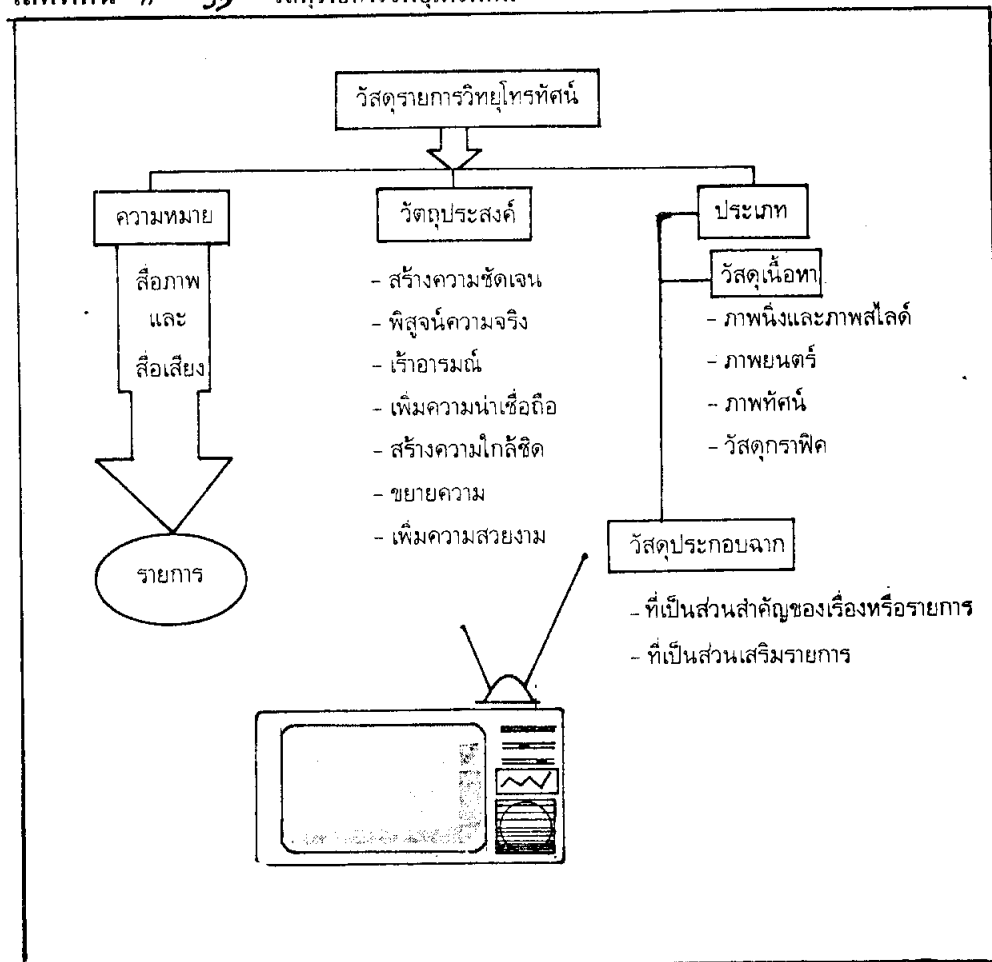 วัสดุรายการวิทยุโทรทัศน์
ความหมาย
สื่อภาพ
และ
สื่อเสียง
รายการ
วัตถุประสงค์
- สร้างความชัดเจน
- พิสูจน์ความจริง
- เร้าอารมณ์
- เพิ่มความน่าเชื่อถือ
- สร้างความใกล้ชิด
- ขยายความ
- เพิ่มความสวยงาม
ประเภท
วัสดุเนื้อหา
- ภาพนิ่งและภาพสไลด์
- ภาพยนตร์
- ภาพทัศน์
- วัสดุกราฟิค
วัสดุประกอบฉาก
- ที่เป็นส่วนสำคัญของเรื่องหรือรายการ
- ที่เป็นส่วนเสริมรายการ